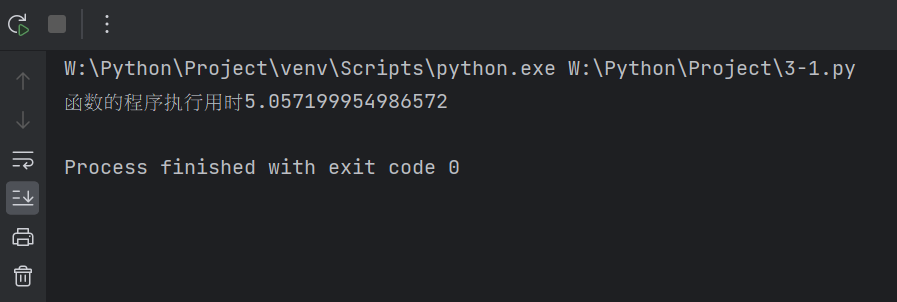 W:\Python\Project\venv\Scripts\python.exe W:\Python\Project\3-1.py
函数的程序执行用时5.057199954986572
Process finished with exit code 0